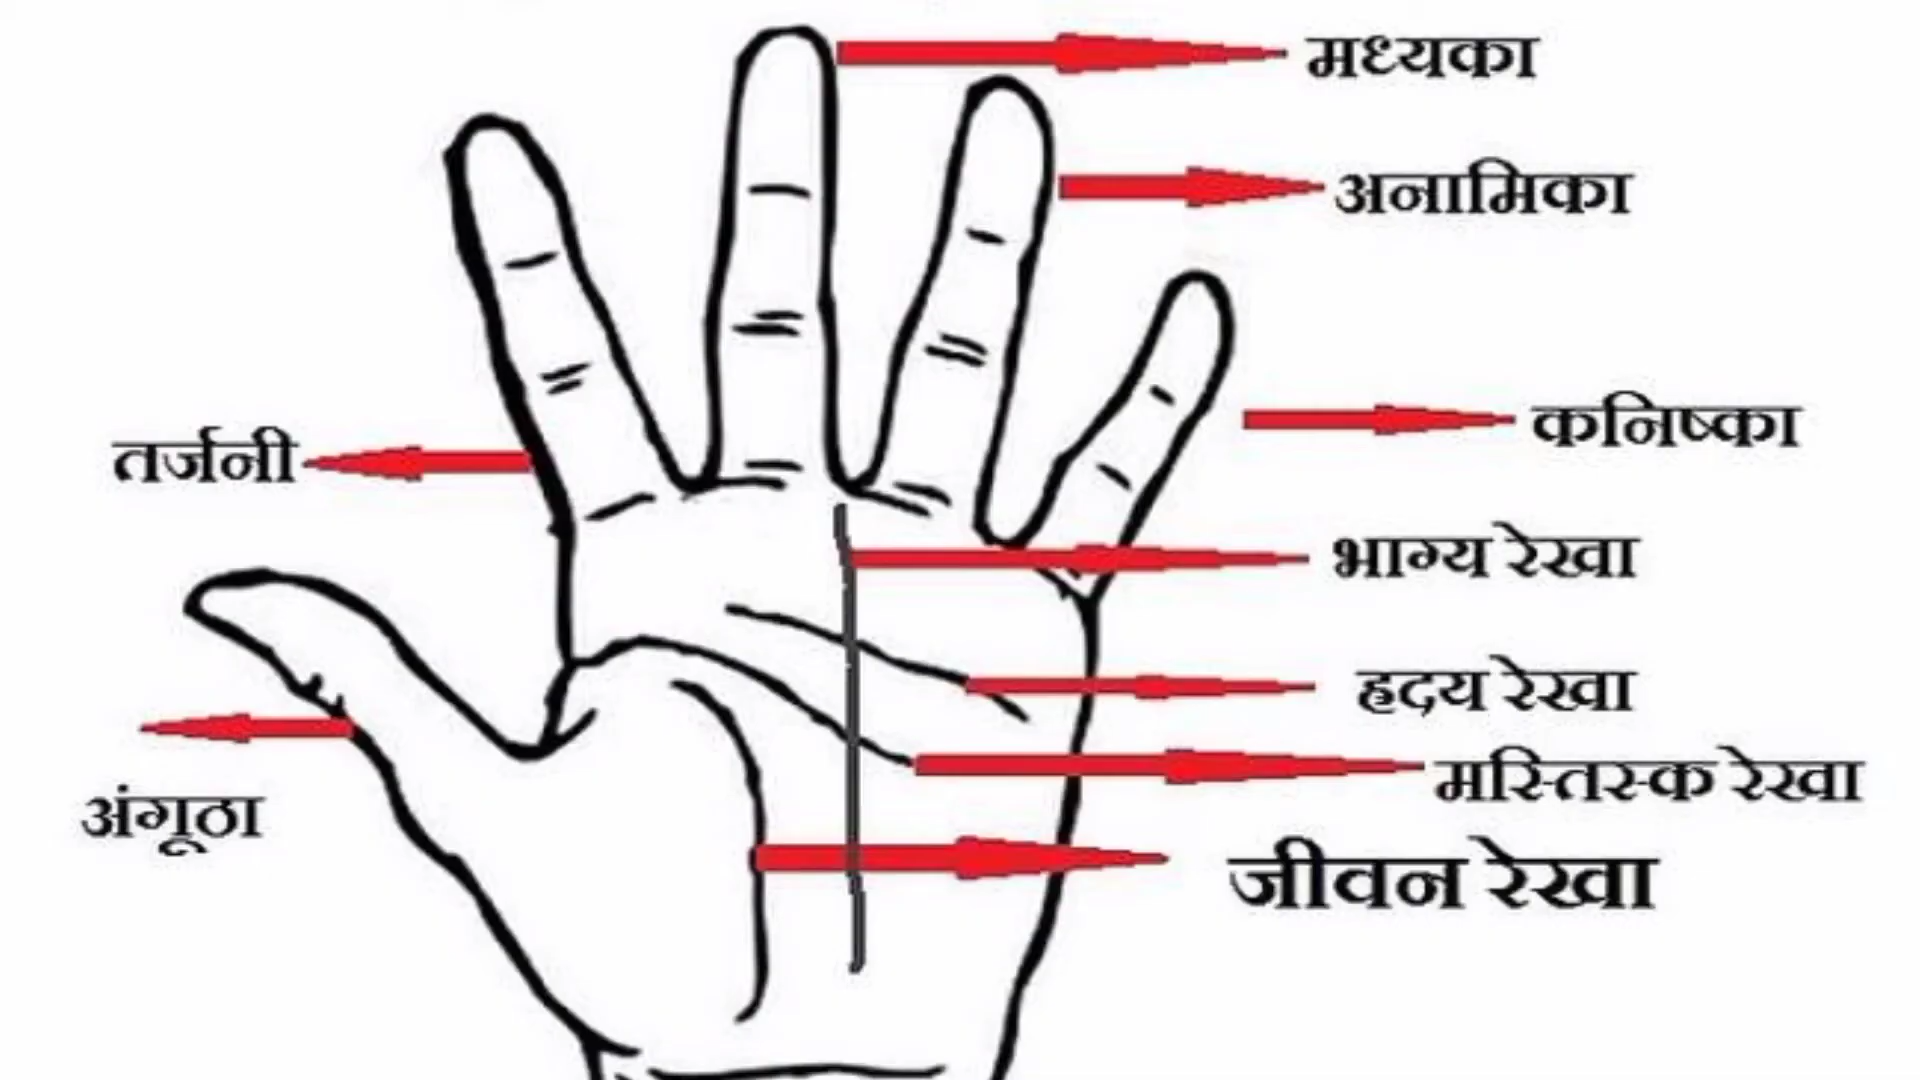 मध्यका
अनामिका
कनिष्का
तर्जनी
भाग्य रेखा
हृदय रेखा
मस्तिस्क रेखा
अंगूठा
जीवन रेखा